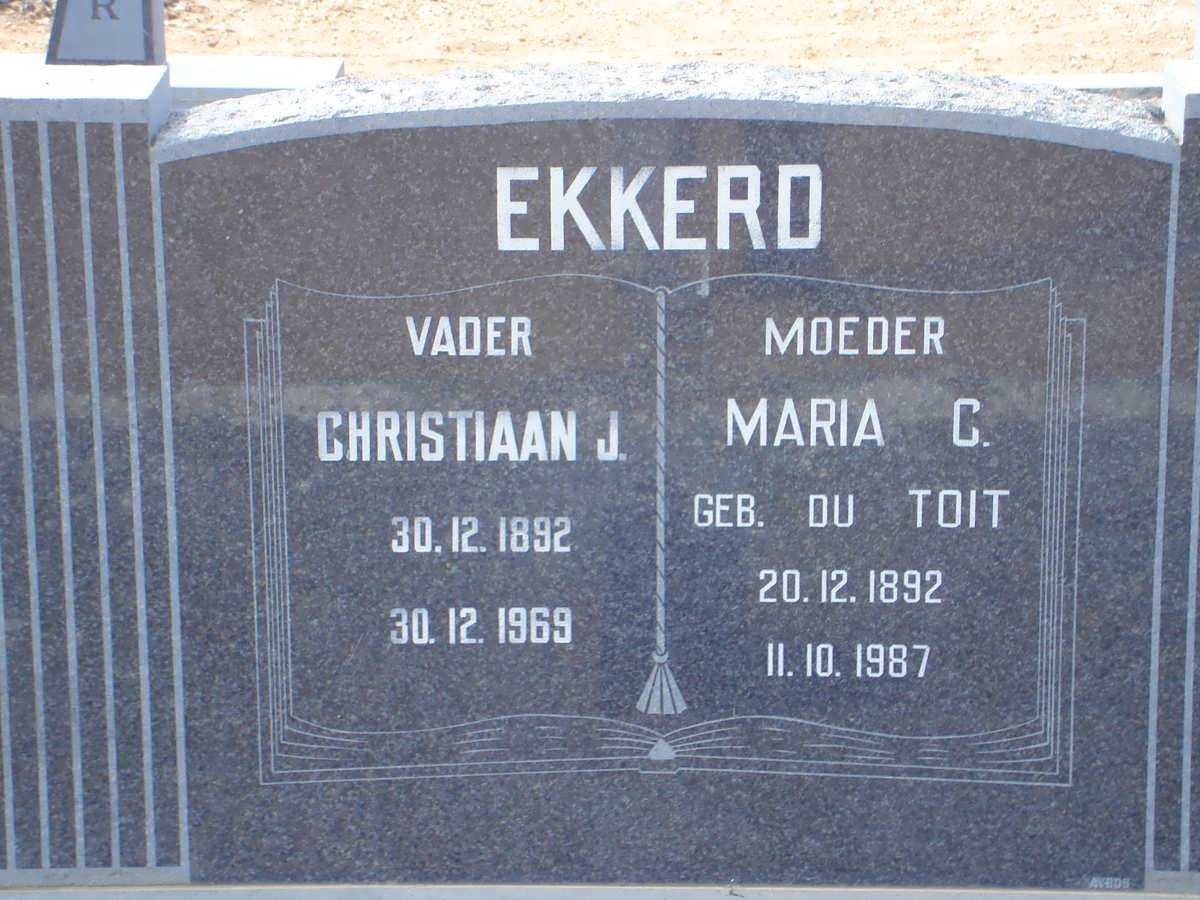 R
EKKERD
VADER
CHRISTIAAN J.
30.12.1892
30.12.1969
MOEDER
MARIA C.
GEB. DU TOIT
20.12.1892
11.10.1987